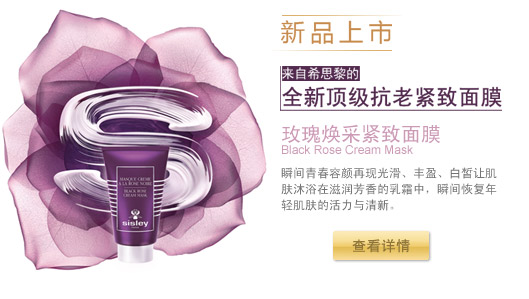 新品上市
来自希思黎的
全新顶级抗老紧致面膜
玫瑰焕采紧致面膜
Black Rose Cream Mask
瞬间青春容颜再现光滑、丰盈、白皙让肌
肤沐浴在滋润芳香的乳霜中，瞬间恢复年
轻肌肤的活力与清新。
查看详情
MASQUE CREME
A LA ROSE NOIRE
BLACK ROSE
CREAM MASK
sisley
PARIS